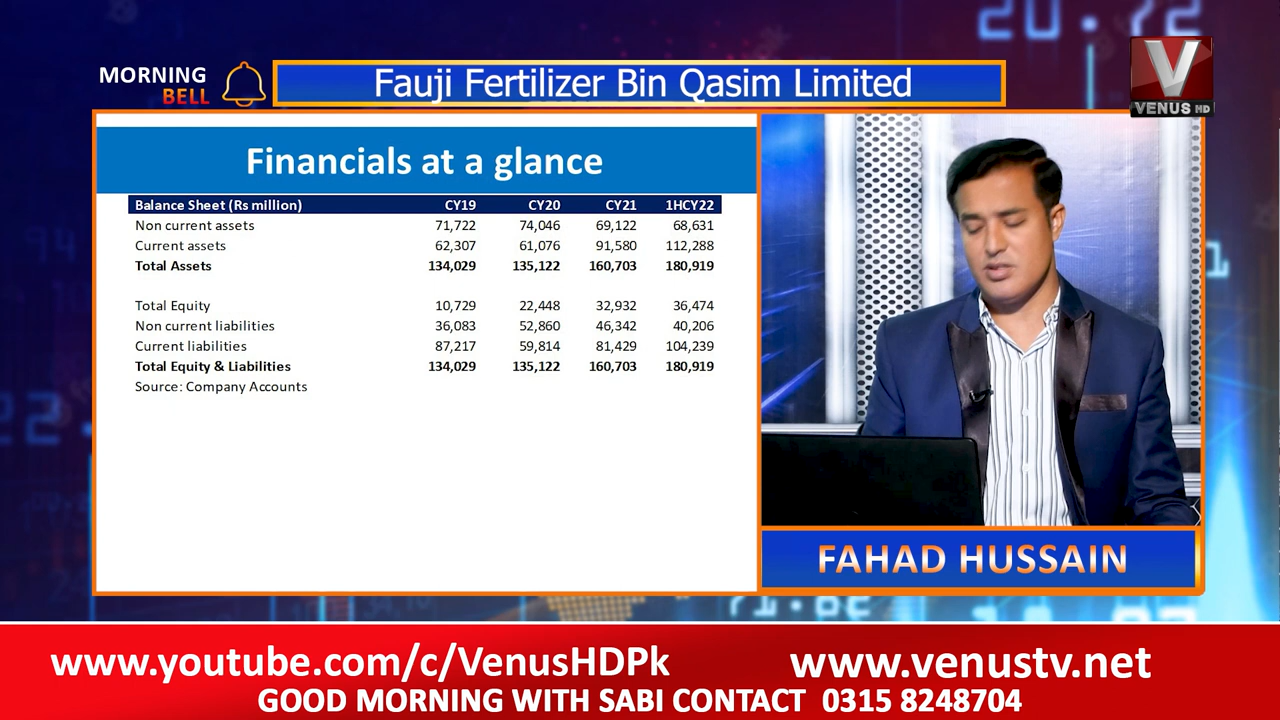 MORNING
BELL
Fauji Fertilizer Bin Qasim Limited
V
VENUS HD
Financials at a glance
Balance Sheet (Rs million) CY19 CY20 CY21 1HCY22
Non current assets 71,722 74,046 69,122 68,631
Current assets 62,307 61,076 91,580 112,288
Total Assets 134,029 135,122 160,703 180,919
Total Equity 10,729 22,448 32,932 36,474
Non current liabilities 36,083 52,860 46,342 40,206
Current liabilities 87,217 59,814 81,429 104,239
Total Equity & Liabilities 134,029 135,122 160,703 180,919
Source: Company Accounts
FAHAD HUSSAIN
www.youtube.com/c/VenusHDPk www.venustv.net
GOOD MORNING WITH SABI CONTACT 0315 8248704